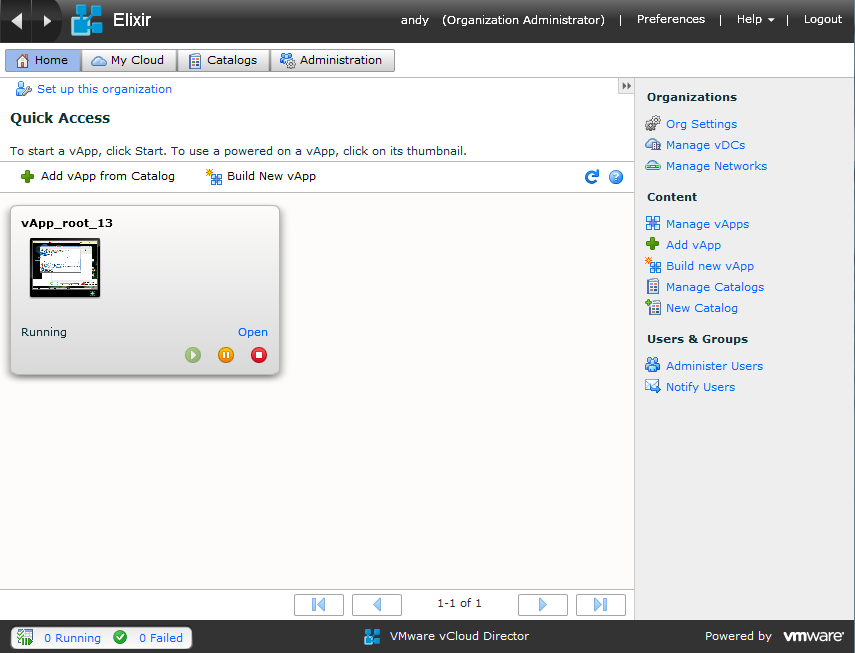 Elixir
andy (Organization Administrator) | Preferences | Help | Logout
Home My Cloud Catalogs Administration
Set up this organization
Quick Access
To start a vApp, click Start. To use a powered on a vApp, click on its thumbnail.
Add vApp from Catalog Build New vApp
vApp_root_13
Running Open
1-1 of 1
Organizations
Org Settings
Manage vDCs
Manage Networks
Content
Manage vApps
Add vApp
Build new vApp
Manage Catalogs
New Catalog
Users & Groups
Administer Users
Notify Users
0 Running 0 Failed
VMware vCloud Director
Powered by vmware